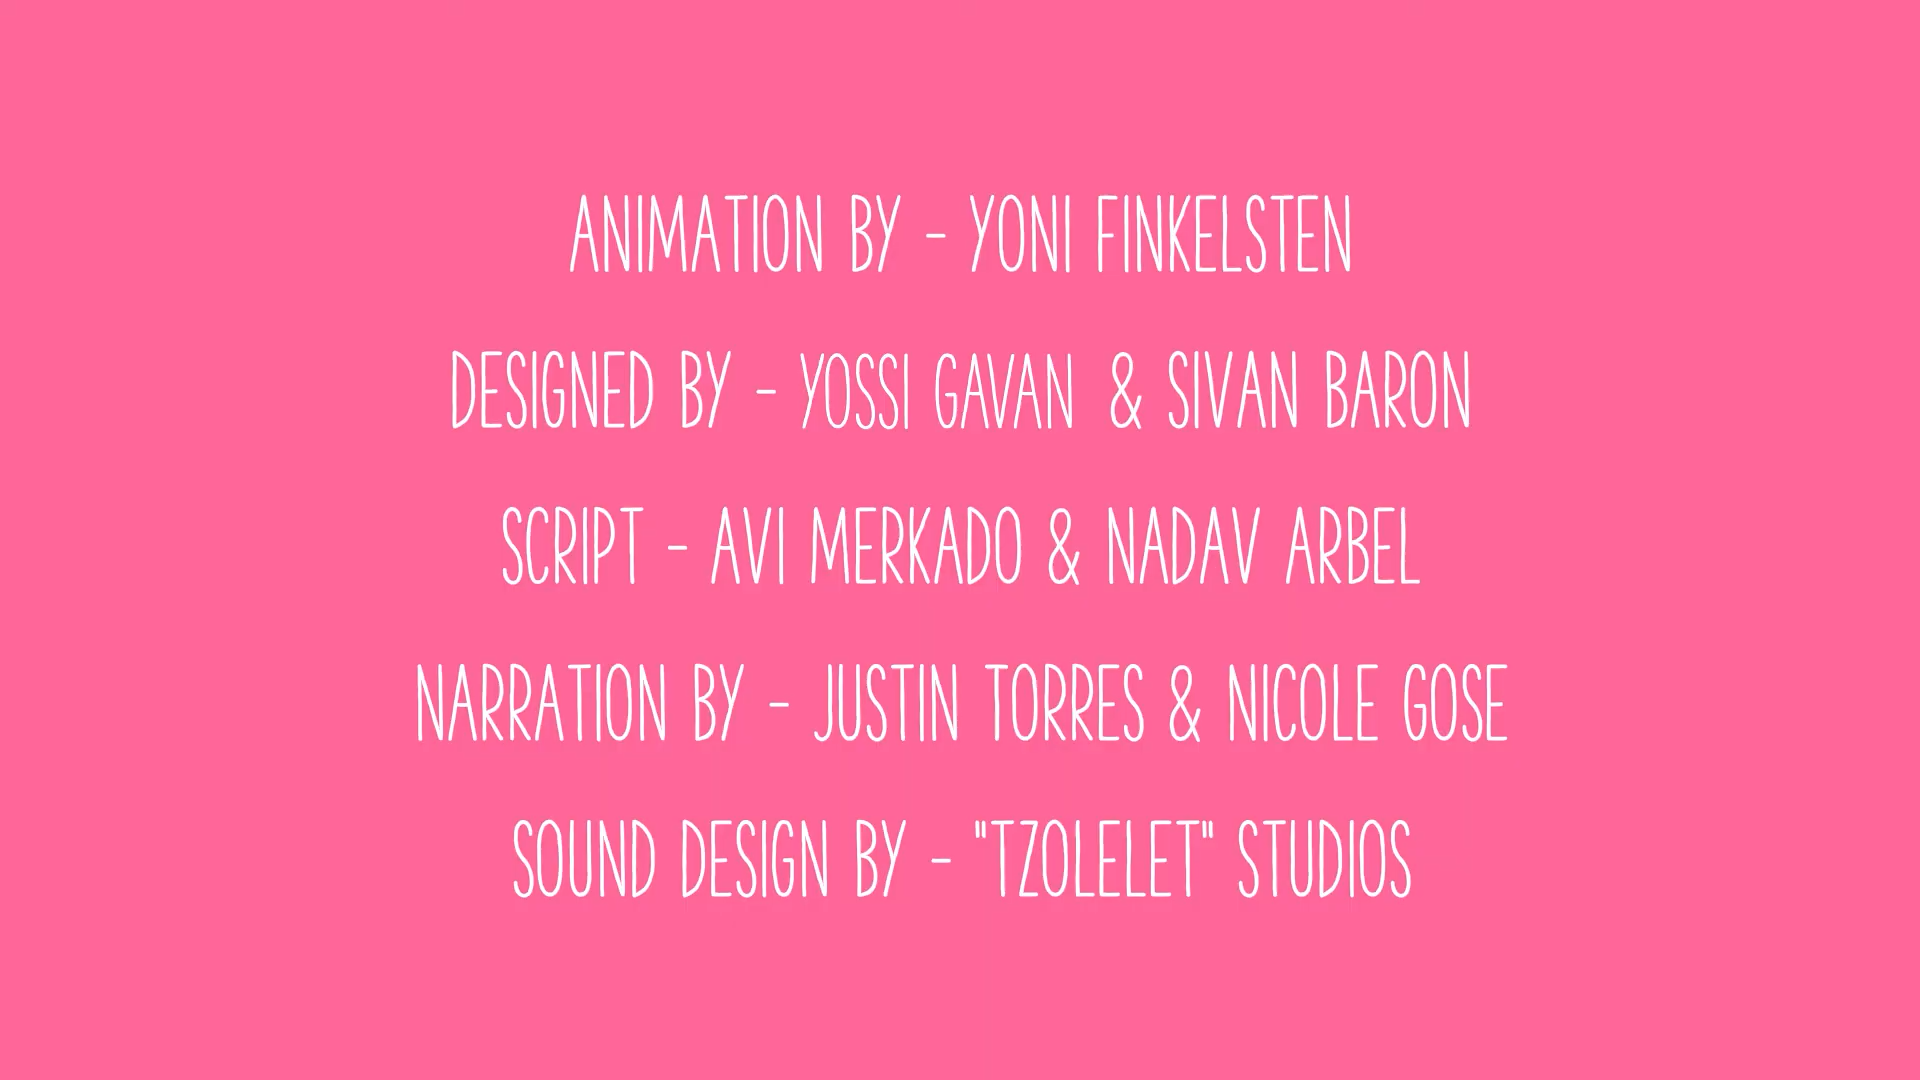 ANIMATION BY - YONI FINKELSTEN
DESIGNED BY - YOSSI GAVAN & SIVAN BARON
SCRIPT - AVI MERKADO & NADAV ARBEL
NARRATION BY - JUSTIN TORRES & NICOLE GOSE
SOUND DESIGN BY - "TZOLELET" STUDIOS